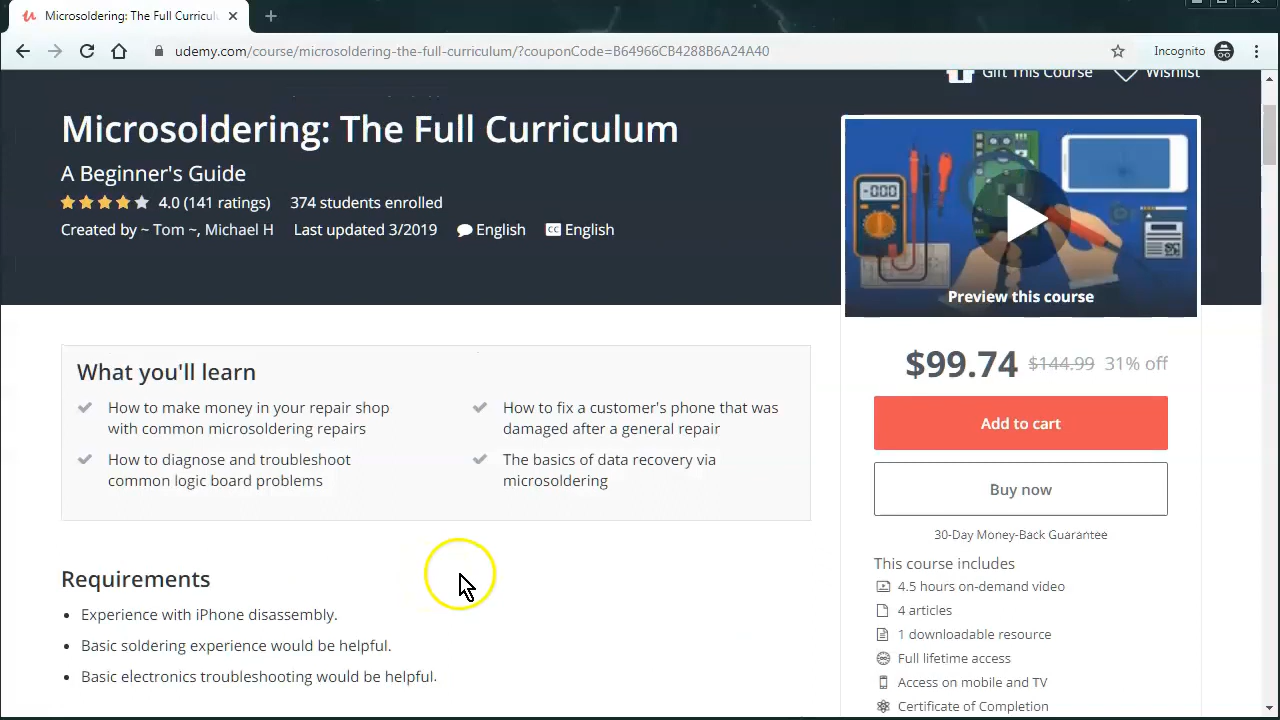 Microsoldering: The Full Curricul
udemy.com/course/microsoldering-the-full-curriculum/?couponCode=B64966CB4288B6A24A40
Incognito
Gift This Course
Wishlist
Microsoldering: The Full Curriculum
A Beginner's Guide
4.0 (141 ratings) 374 students enrolled
Created by ~ Tom ~, Michael H Last updated 3/2019 English CC English
-000
Preview this course
$99.74 $144.99 31% off
Add to cart
Buy now
30-Day Money-Back Guarantee
This course includes
4.5 hours on-demand video
4 articles
1 downloadable resource
Full lifetime access
Access on mobile and TV
Certificate of Completion
What you'll learn
How to make money in your repair shop
with common microsoldering repairs
How to diagnose and troubleshoot
common logic board problems
How to fix a customer's phone that was
damaged after a general repair
The basics of data recovery via
microsoldering
Requirements
• Experience with iPhone disassembly.
• Basic soldering experience would be helpful.
• Basic electronics troubleshooting would be helpful.